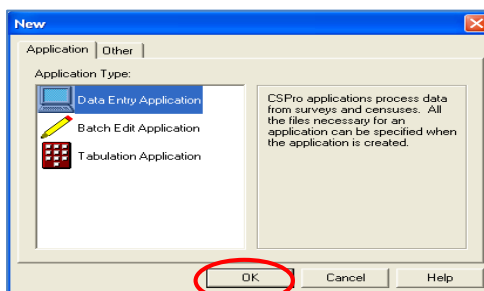 New
Application
Other
Application Type:
Data Entry Application
Batch Edit Application
Tabulation Application
CSPro applications process data
from surveys and censuses. All
the files necessary for an
application can be specified when
the application is created.
OK
Cancel
Help